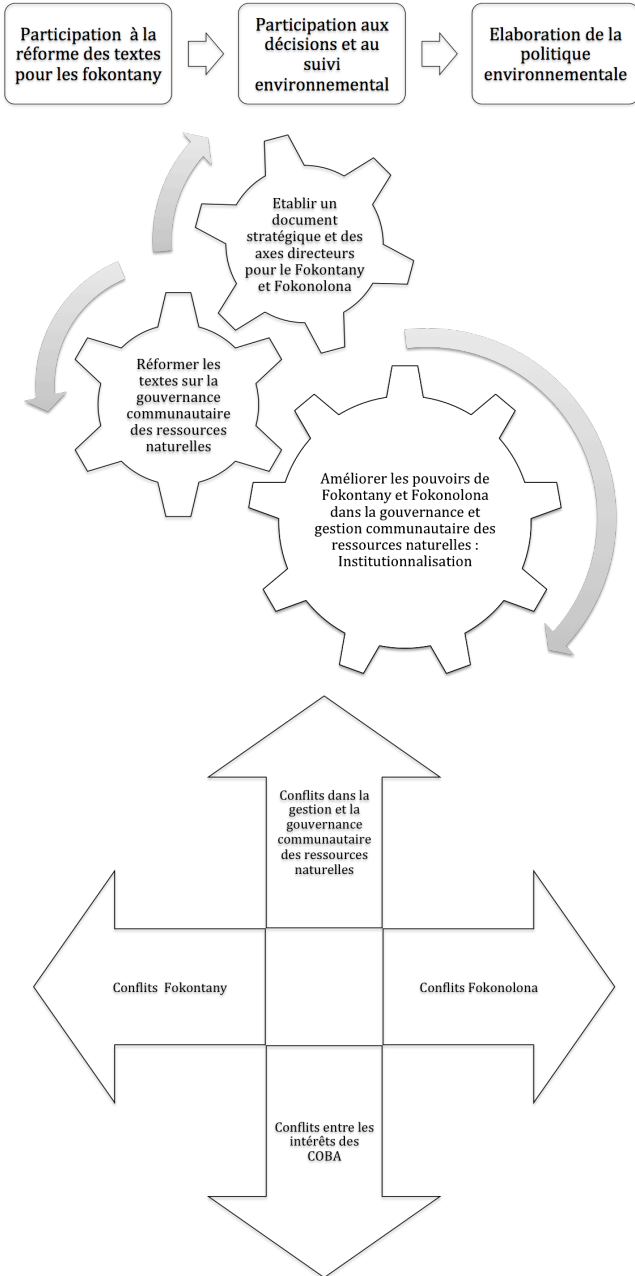 Participation à la
réforme des textes
pour les fokontany
Participation aux
décisions et au
suivi
environnemental
Elaboration de la
politique
environnementale
Etablir un
document
stratégique et des
axes directeurs
pour le Fokontany
et Fokonolona
Réformer les
textes sur la
gouvernance
communautaire
des ressources
naturelles
Améliorer les pouvoirs de
Fokontany et Fokonolona
dans la gouvernance et
gestion communautaire des
ressources naturelles :
Institutionnalisation
Conflits dans la
gestion et la
gouvernance
communautaire
des ressources
naturelles
Conflits Fokontany
Conflits Fokonolona
Conflits entre les
intérêts des
COBA